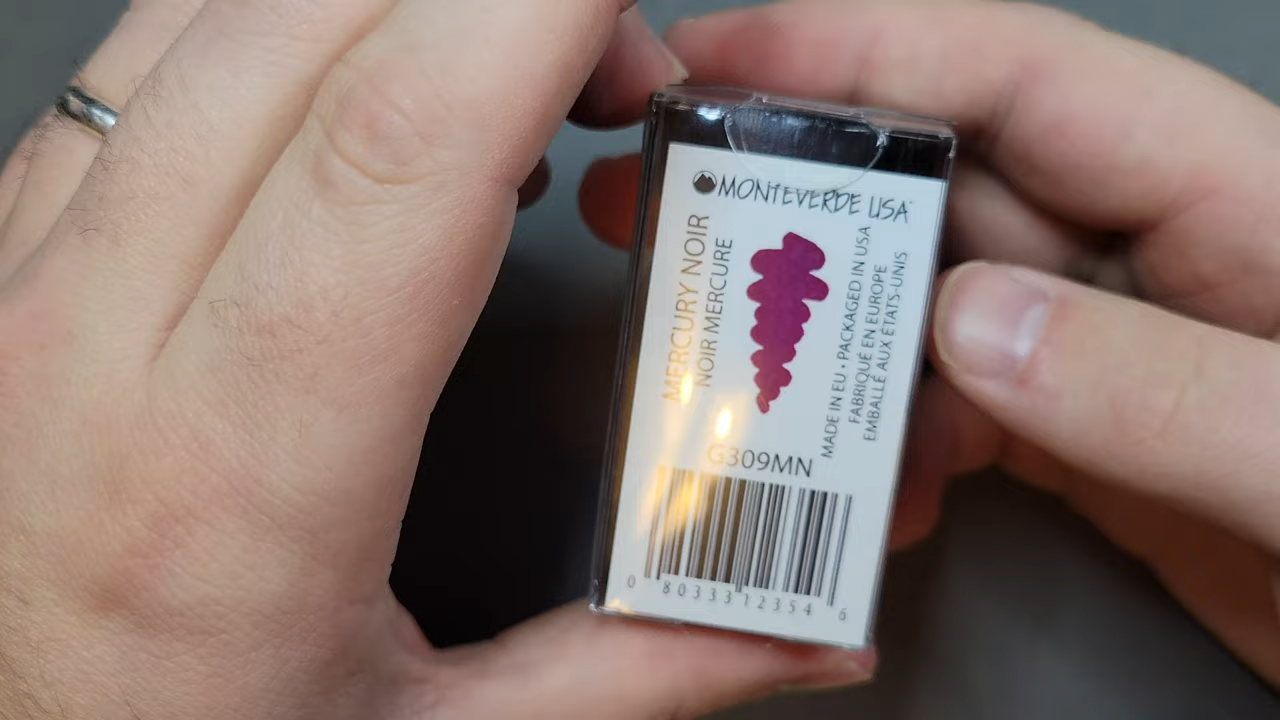 MONTEVERDE USA
MERCURY NOIR
NOIR MERCURE
MADE IN EU • PACKAGED IN USA
FABRIQUÉ EN EUROPE
EMBALLÉ AUX ÉTATS-UNIS
G309MN
0 80333 12354 6